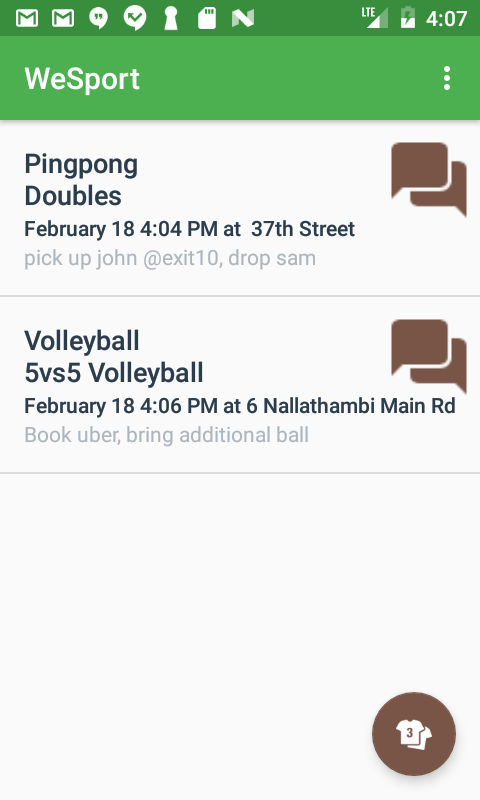 LTE 4:07
WeSport
Pingpong
Doubles
February 18 4:04 PM at  37th Street
pick up john @exit10, drop sam
Volleyball
5vs5 Volleyball
February 18 4:06 PM at 6 Nallathambi Main Rd
Book uber, bring additional ball
3